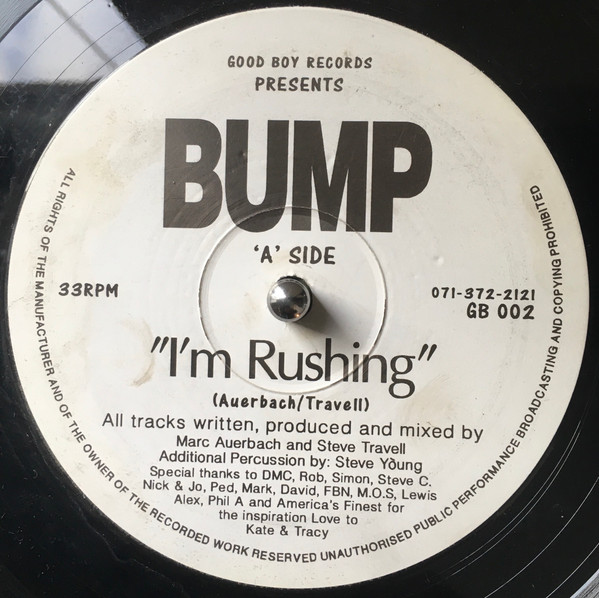 GOOD BOY RECORDS
PRESENTS
BUMP
'A' SIDE
33RPM
071-372-2121
GB 002
"I'm Rushing"
(Auerbach/Travell)
All tracks written, produced and mixed by
Marc Auerbach and Steve Travell
Additional Percussion by: Steve Young
Special thanks to DMC, Rob, Simon, Steve C.
Nick & Jo, Ped, Mark, David, FBN, M.O.S, Lewis
Alex, Phil A and America's Finest for
the inspiration Love to
Kate & Tracy
ALL RIGHTS OF THE MANUFACTURER AND OF THE OWNER OF THE RECORDED WORK RESERVED UNAUTHORISED PUBLIC PERFORMANCE BROADCASTING AND COPYING PROHIBITED